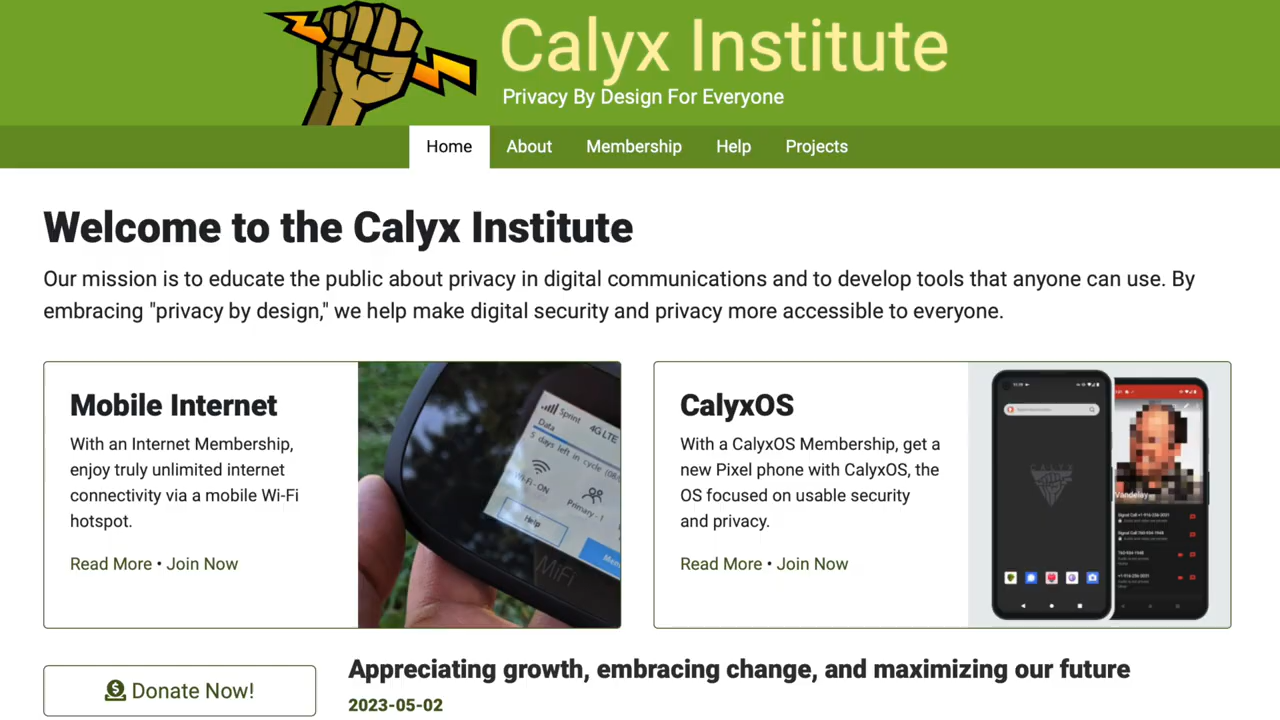 Calyx Institute
Privacy By Design For Everyone
Home About Membership Help Projects
Welcome to the Calyx Institute
Our mission is to educate the public about privacy in digital communications and to develop tools that anyone can use. By
embracing "privacy by design," we help make digital security and privacy more accessible to everyone.
Mobile Internet
With an Internet Membership,
enjoy truly unlimited internet
connectivity via a mobile Wi-Fi
hotspot.
Read More • Join Now
Sprint 4G LTE
Data
5 days left in cycle
Wi-Fi - ON
Primary - 1
Help
MiFi
CalyxOS
With a CalyxOS Membership, get a
new Pixel phone with CalyxOS, the
OS focused on usable security
and privacy.
Read More • Join Now
CALYX
Vandelay
Donate Now!
Appreciating growth, embracing change, and maximizing our future
2023-05-02